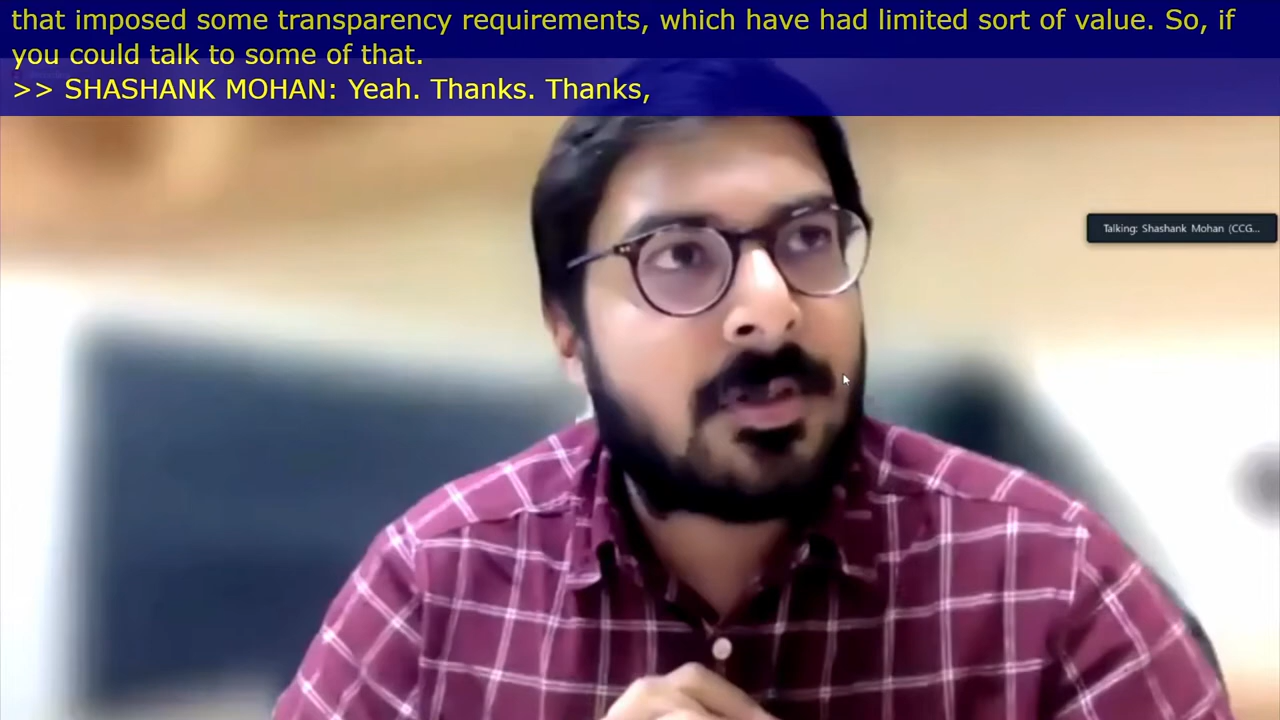 that imposed some transparency requirements, which have had limited sort of value. So, if
you could talk to some of that.
>> SHASHANK MOHAN: Yeah. Thanks. Thanks,
Talking: Shashank Mohan (CCG...